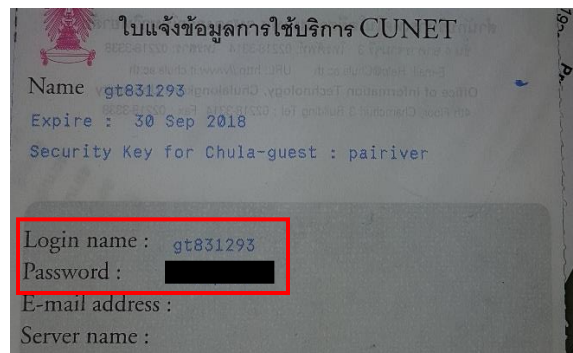 ใบแจ้งข้อมูลการใช้บริการ CUNET
Name gt831293
Expire : 30 Sep 2018
Security Key for Chula-guest : pairiver
Login name : gt831293
Password :
E-mail address :
Server name :